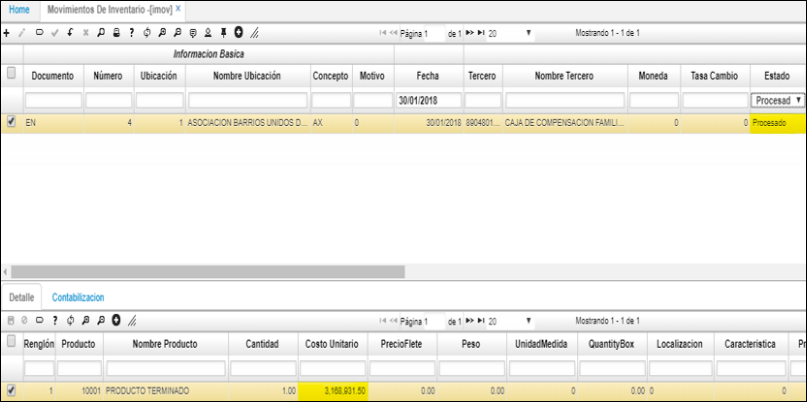 Home Movimientos De Inventario -[imov] ×
Página 1 de 1 20 Mostrando 1 - 1 de 1
Informacion Basica
Documento Número Ubicación Nombre Ubicación Concepto Motivo Fecha Tercero Nombre Tercero Moneda Tasa Cambio Estado
30/01/2018 Procesad
EN 4 1 ASOCIACION BARRIOS UNIDOS D... AX 0 30/01/2018 8904801... CAJA DE COMPENSACION FAMILI... 0 0 Procesado
Detalle Contabilizacion
Página 1 de 1 20 Mostrando 1 - 1 de 1
Renglón Producto Nombre Producto Cantidad Costo Unitario PrecioFlete Peso UnidadMedida QuantityBox Localizacion Caracteristica Pr
1 10001 PRODUCTO TERMINADO 1.00 3,168,931.50 0.00 0.00 0 0.00 0 0